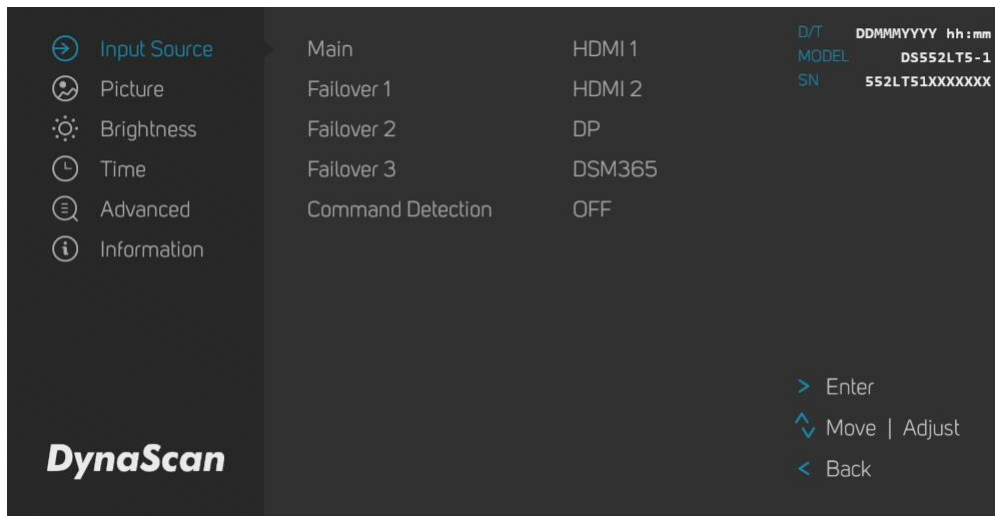 Input Source
Picture
Brightness
Time
Advanced
Information
DynaScan
Main HDMI 1
Failover 1 HDMI 2
Failover 2 DP
Failover 3 DSM365
Command Detection OFF
D/T DDMMMYYYY hh:mm
MODEL DS552LT5-1
SN 552LT51XXXXXXX
> Enter
Move | Adjust
< Back